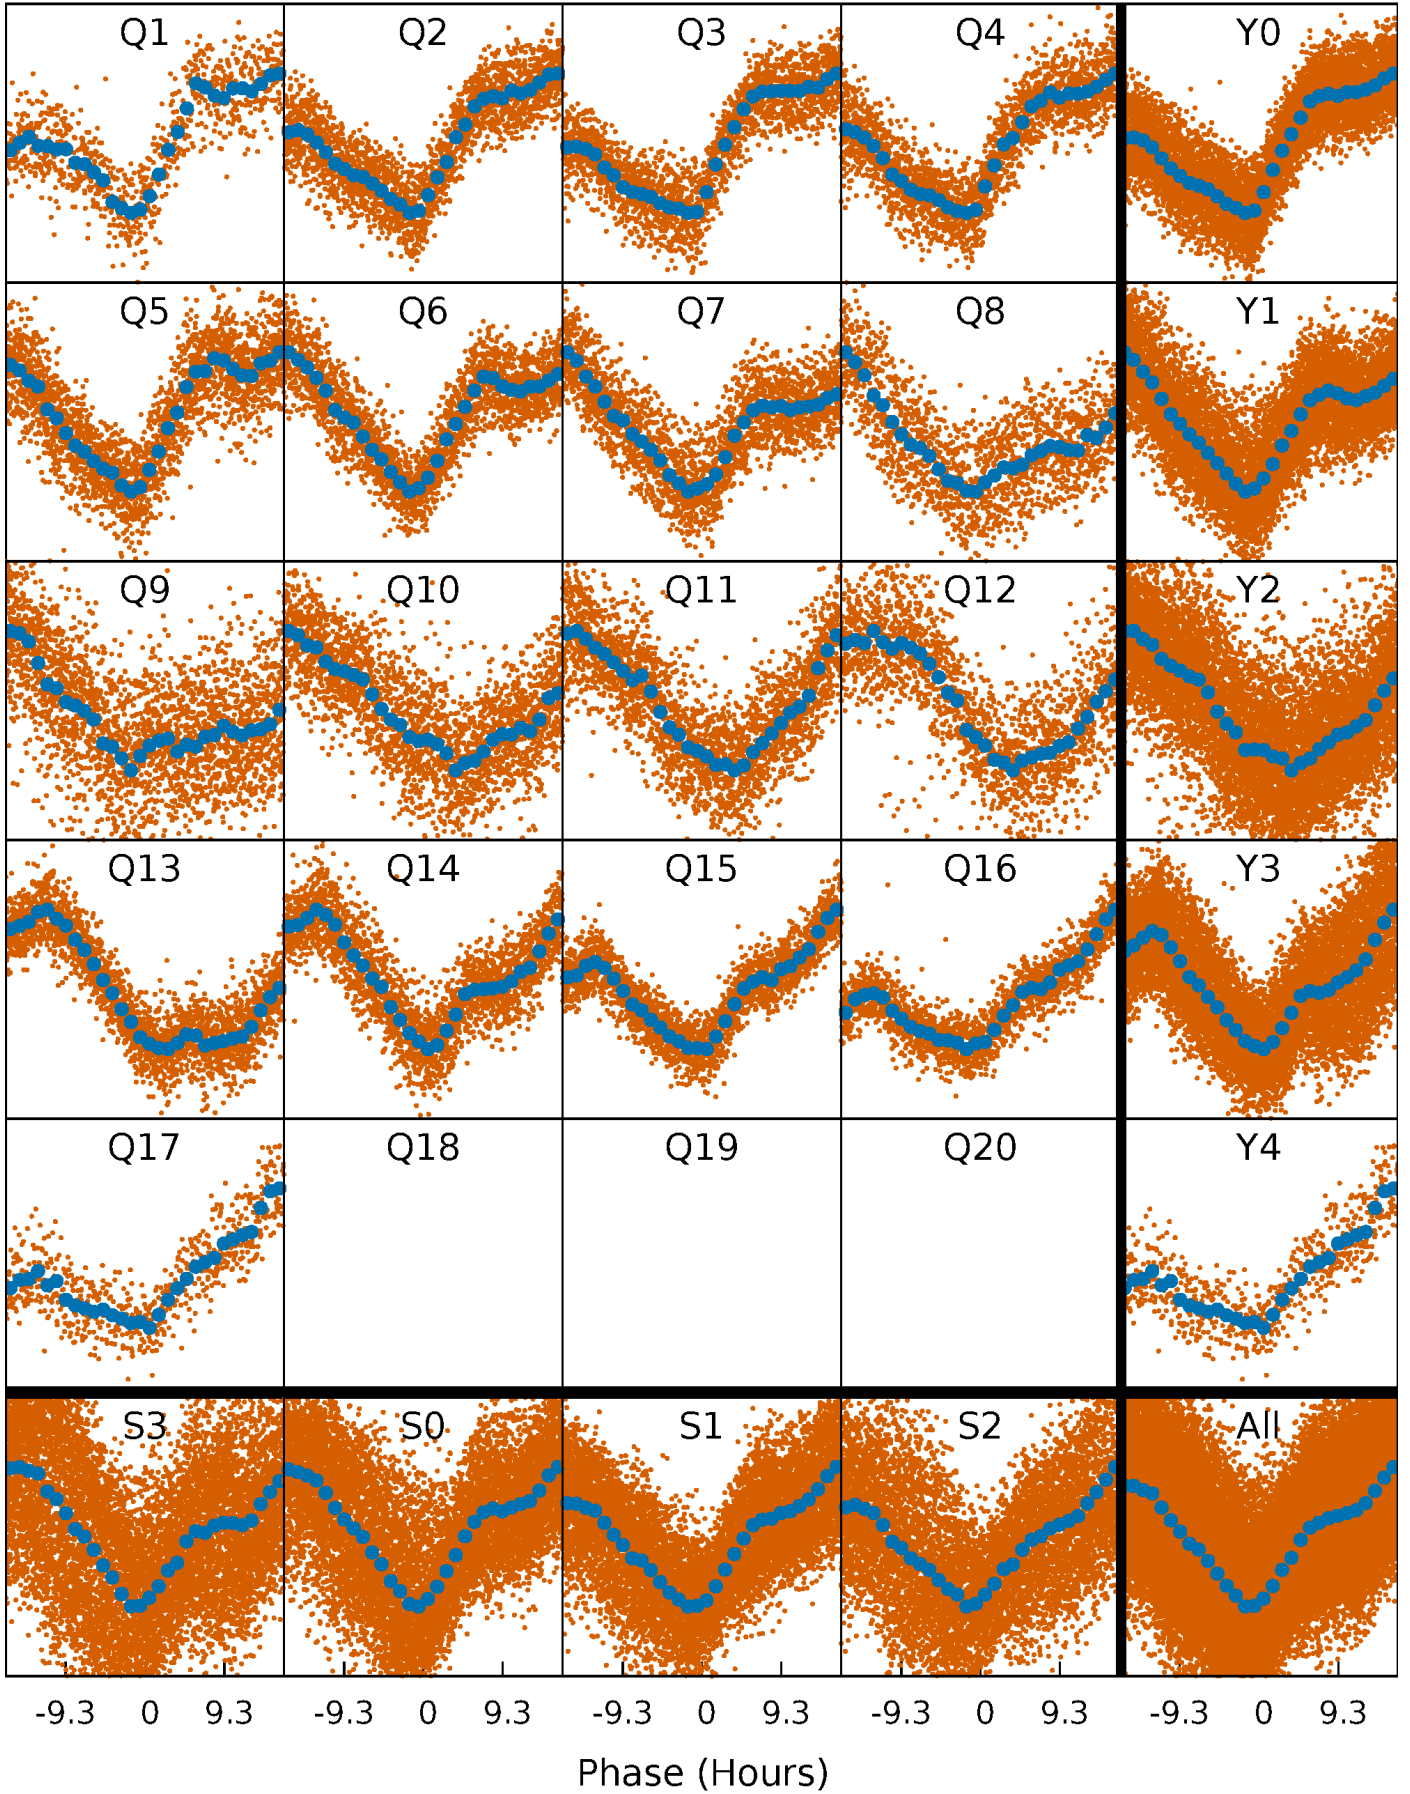 Q1 Q2 Q3 Q4 Y0
Q5 Q6 Q7 Q8 Y1
Q9 Q10 Q11 Q12 Y2
Q13 Q14 Q15 Q16 Y3
Q17 Q18 Q19 Q20 Y4
S3 S0 S1 S2 All
-9.3 0 9.3 -9.3 0 9.3 -9.3 0 9.3 -9.3 0 9.3 -9.3 0 9.3
Phase (Hours)